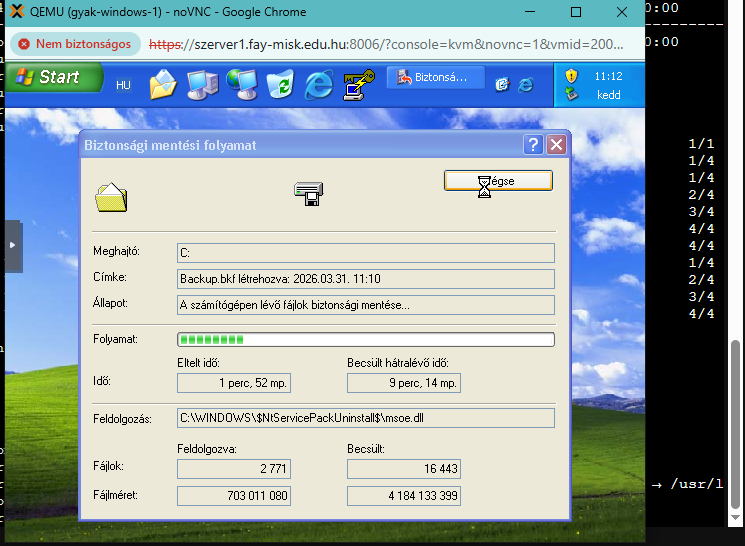 QEMU (gyak-windows-1) - noVNC - Google Chrome
0:00
Nem biztonságos
https://szerver1.fay-misk.edu.hu:8006/?console=kvm&novnc=1&vmid=200...
0:00
Start
HU
Biztonsá...
11:12
kedd
Biztonsági mentési folyamat
1/1
1/4
1/4
2/4
3/4
4/4
4/4
1/4
2/4
3/4
4/4
Meghajtó:
C:
Címke:
Backup.bkf létrehozva: 2026.03.31. 11:10
Állapot:
A számítógépen lévő fájlok biztonsági mentése...
Folyamat:
Eltelt idő:
Becsült hátralévő idő:
Idő:
1 perc, 52 mp.
9 perc, 14 mp.
Feldolgozás:
C:\WINDOWS\$NtServicePackUninstall$\msoe.dll
Feldolgozva:
Becsült:
Fájlok:
2 771
16 443
Fájlméret:
703 011 080
4 184 133 399
→ /usr/l